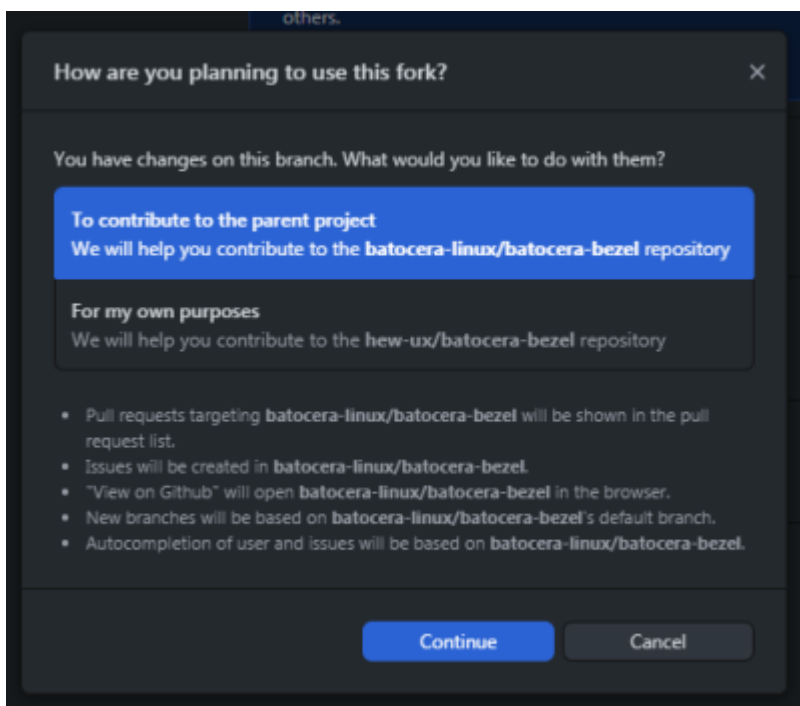 others.
How are you planning to use this fork?
You have changes on this branch. What would you like to do with them?
To contribute to the parent project
We will help you contribute to the batocera-linux/batocera-bezel repository
For my own purposes
We will help you contribute to the hew-ux/batocera-bezel repository
• Pull requests targeting batocera-linux/batocera-bezel will be shown in the pull
request list.
• Issues will be created in batocera-linux/batocera-bezel.
• "View on Github" will open batocera-linux/batocera-bezel in the browser.
• New branches will be based on batocera-linux/batocera-bezel's default branch.
• Autocompletion of user and issues will be based on batocera-linux/batocera-bezel.
Continue Cancel